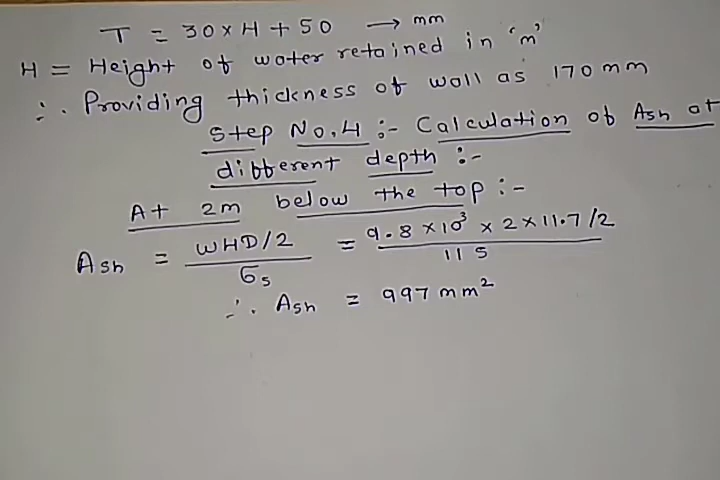 T = 30 × H + 50 → mm
H = Height of water retained in 'm'
∴ Providing thickness of wall as 170 mm
Step No. 4 :- Calculation of Ash at
different depth :-
At 2m below the top :-
Ash = WHD/2 / σs = 9.8 × 10³ × 2 × 11.7/2 / 115
∴ Ash = 997 mm²